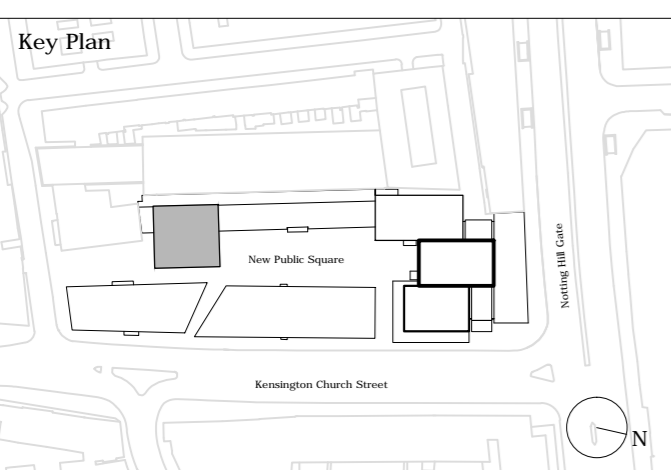 Key Plan
New Public Square
Notting Hill Gate
Kensington Church Street
N